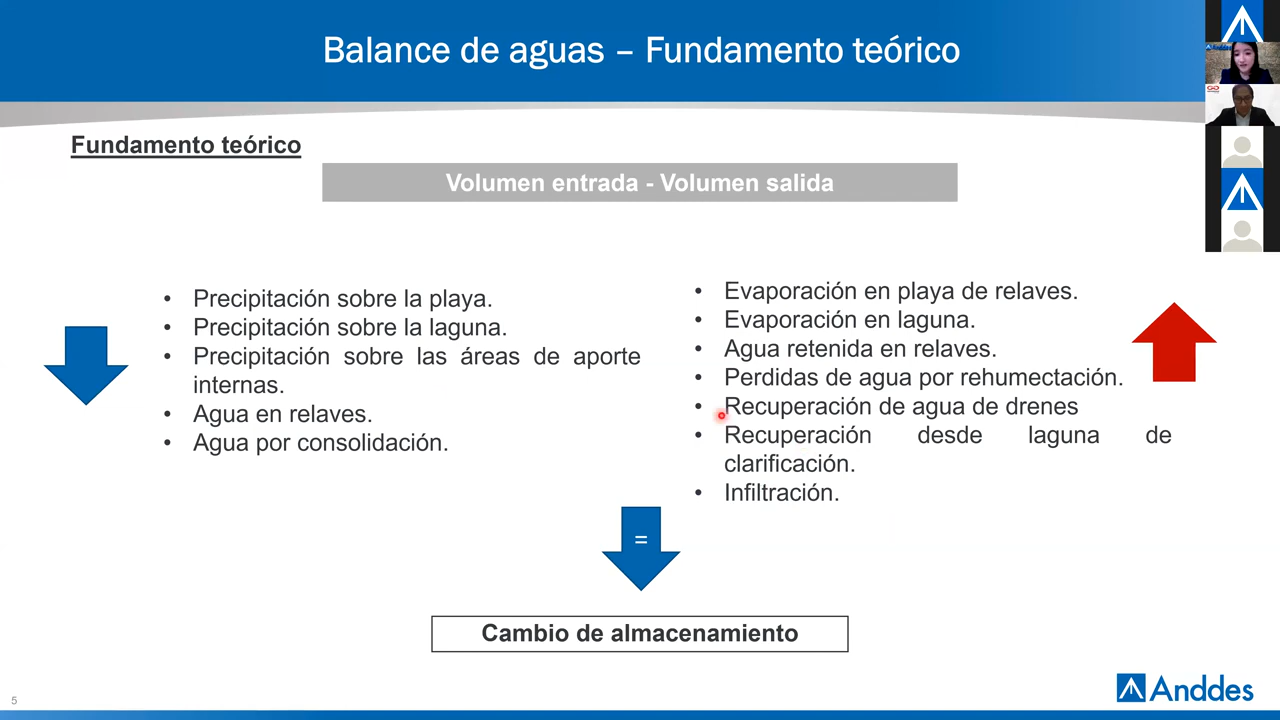 Balance de aguas – Fundamento teórico
Fundamento teórico
Volumen entrada - Volumen salida
• Precipitación sobre la playa.
• Precipitación sobre la laguna.
• Precipitación sobre las áreas de aporte
internas.
• Agua en relaves.
• Agua por consolidación.
• Evaporación en playa de relaves.
• Evaporación en laguna.
• Agua retenida en relaves.
• Perdidas de agua por rehumectación.
• Recuperación de agua de drenes
• Recuperación desde laguna de
clarificación.
• Infiltración.
=
Cambio de almacenamiento
5
Anddes
Anddes